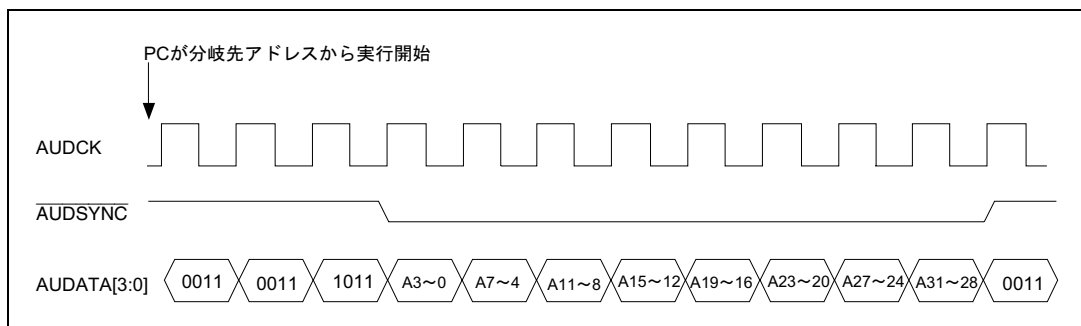 PCが分岐先アドレスから実行開始
AUDCK
AUDSYNC
AUDATA[3:0] 0011 0011 1011 A3～0 A7～4 A11～8 A15～12 A19～16 A23～20 A27～24 A31～28 0011